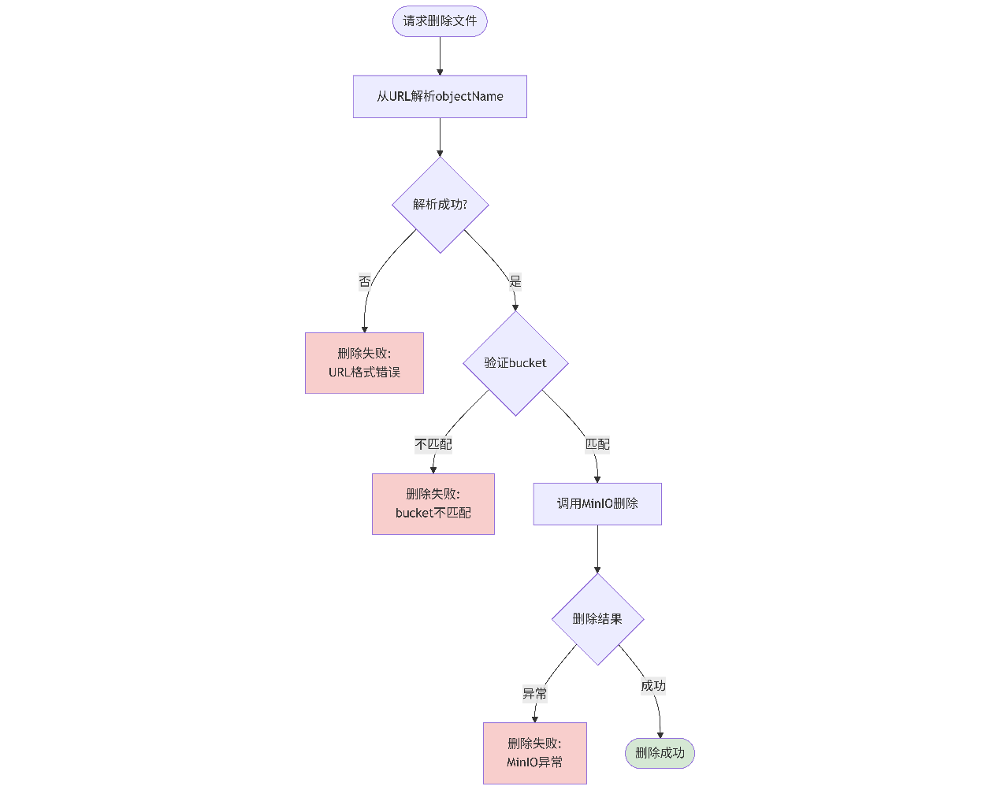 请求删除文件
从URL解析objectName
解析成功?
否
是
删除失败:
URL格式错误
验证bucket
不匹配
匹配
删除失败:
bucket不匹配
调用MinIO删除
删除结果
异常
成功
删除失败:
MinIO异常
删除成功